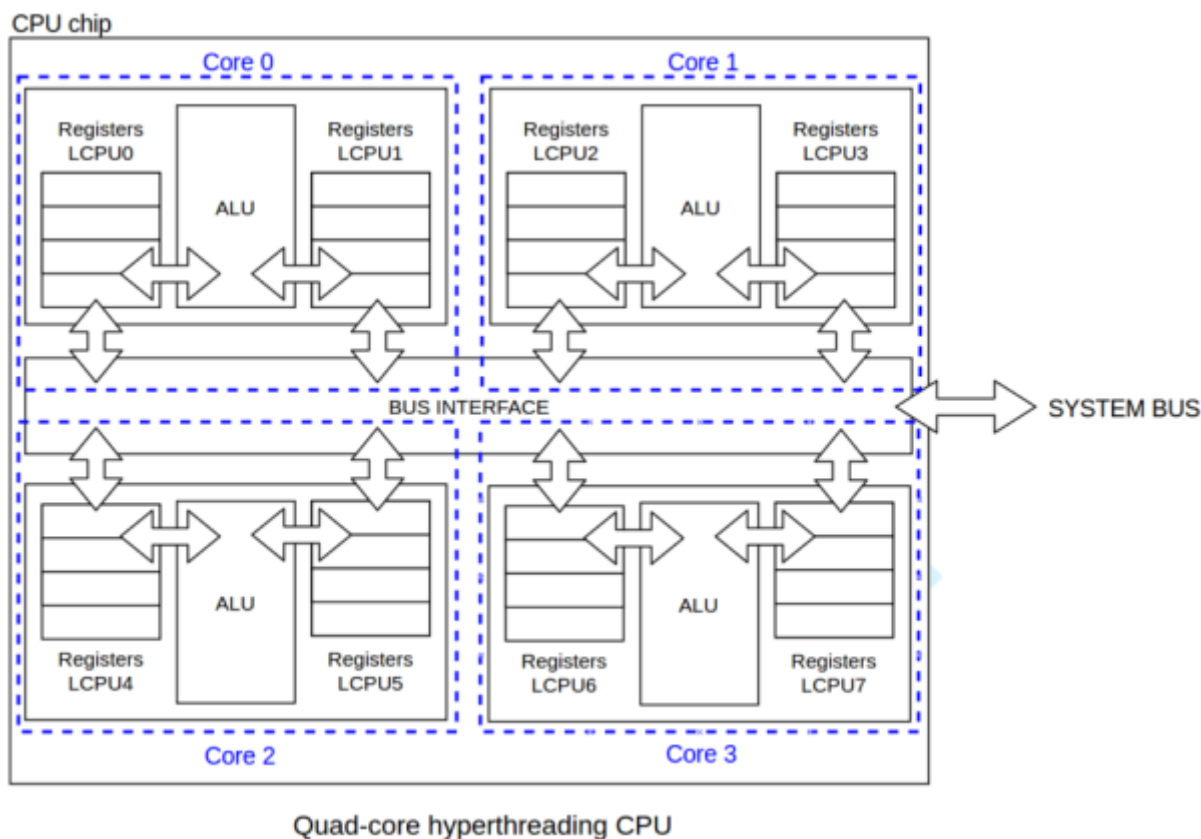 CPU chip
Core 0
Core 1
Registers
LCPU0
ALU
Registers
LCPU1
Registers
LCPU2
ALU
Registers
LCPU3
BUS INTERFACE
SYSTEM BUS
Registers
LCPU4
ALU
Registers
LCPU5
Registers
LCPU6
ALU
Registers
LCPU7
Core 2
Core 3
Quad-core hyperthreading CPU